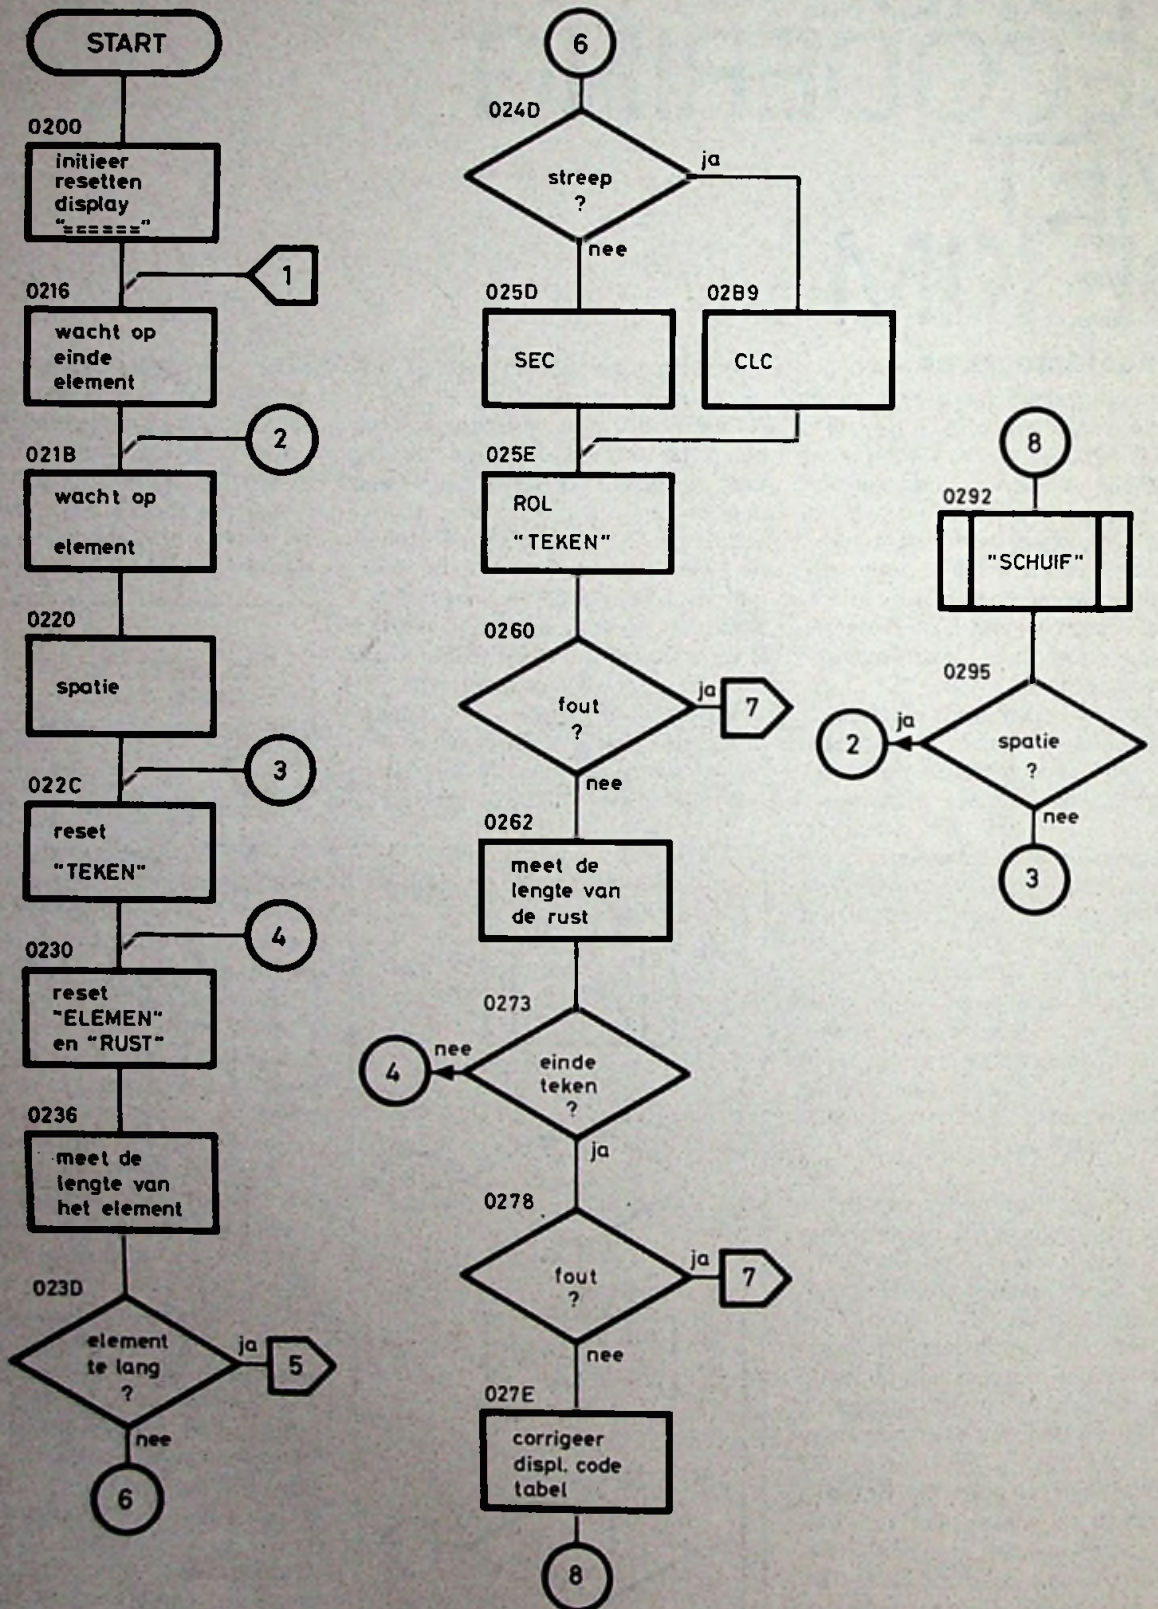 START
0200
initieer
resetten
display
"======"
1
0216
wacht op
einde
element
2
021B
wacht op
element
0220
spatie
3
022C
reset
"TEKEN"
4
0230
reset
"ELEMEN"
en "RUST"
0236
meet de
lengte van
het element
023D
element
te lang
?
ja
5
nee
6
6
024D
streep
?
ja
nee
025D
SEC
02B9
CLC
025E
ROL
"TEKEN"
0260
fout
?
ja
7
nee
0262
meet de
lengte van
de rust
0273
einde
teken
?
nee
4
ja
0278
fout
?
ja
7
nee
027E
corrigeer
displ. code
tabel
8
8
0292
"SCHUIF"
0295
spatie
?
ja
2
nee
3